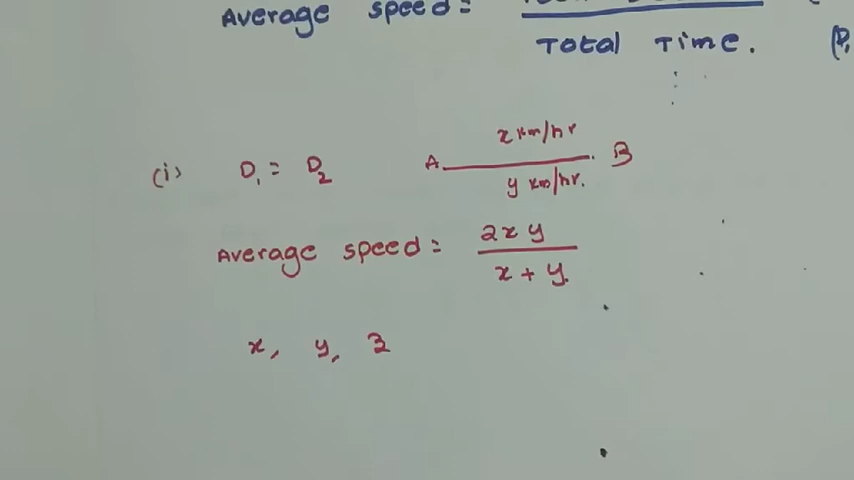 Average speed =
Total Time.
(i) D₁ = D₂ A x km/hr B
y km/hr.
Average speed = 2xy
x + y.
x, y, z